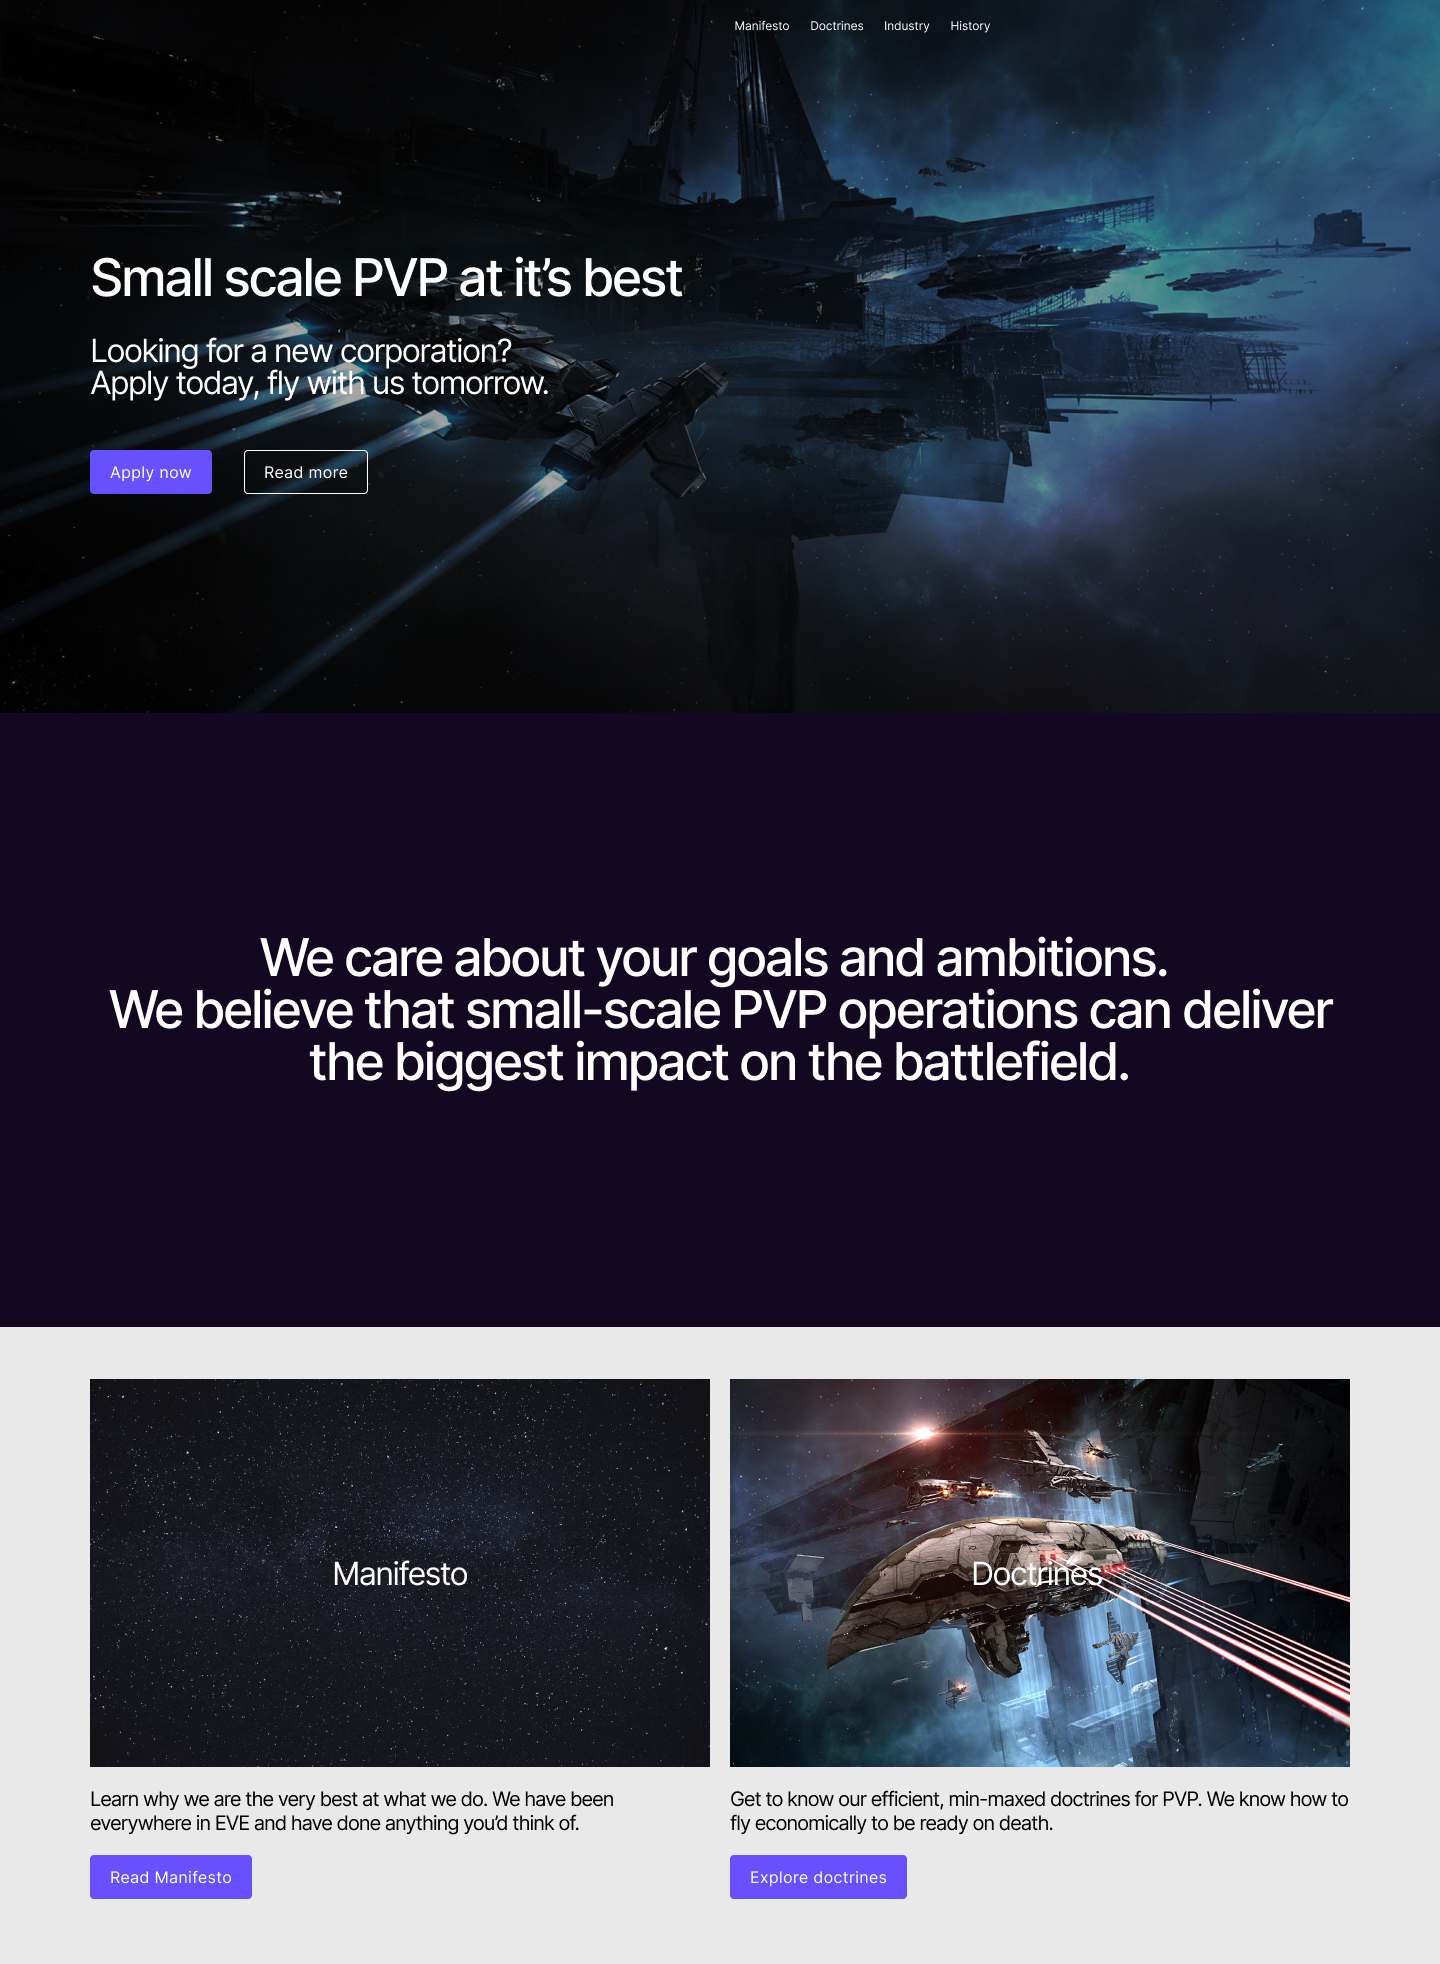 Manifesto Doctrines Industry History
Small scale PVP at it’s best
Looking for a new corporation?
Apply today, fly with us tomorrow.
Apply now Read more
We care about your goals and ambitions.
We believe that small-scale PVP operations can deliver
the biggest impact on the battlefield.
Manifesto
Learn why we are the very best at what we do. We have been
everywhere in EVE and have done anything you’d think of.
Read Manifesto
Doctrines
Get to know our efficient, min-maxed doctrines for PVP. We know how to
fly economically to be ready on death.
Explore doctrines